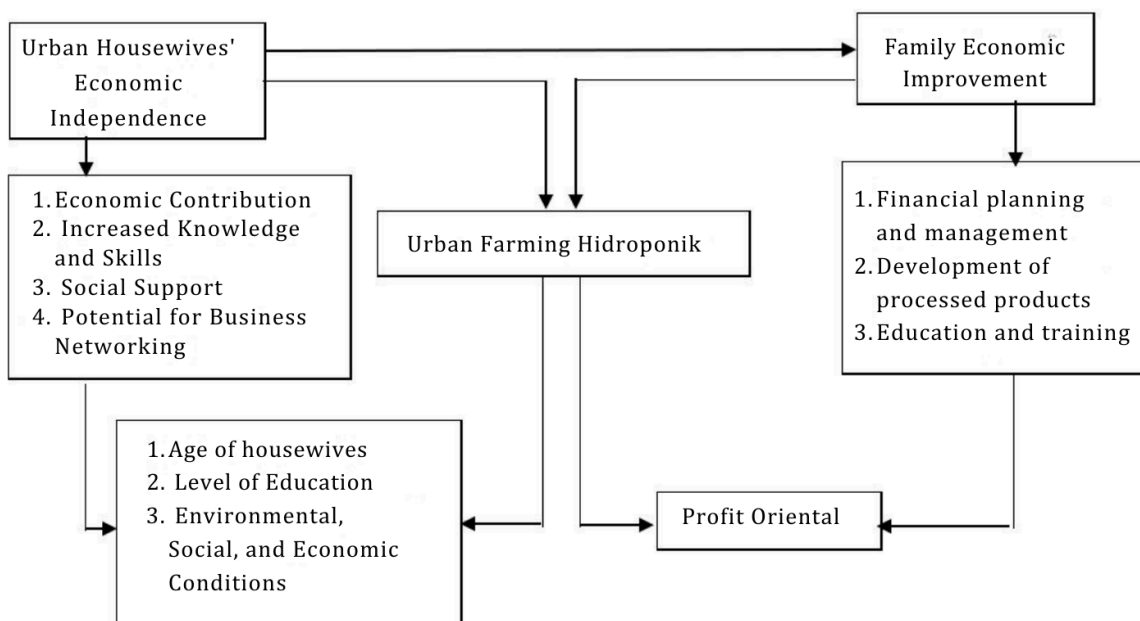 Urban Housewives'
Economic
Independence
Family Economic
Improvement
1. Economic Contribution
2. Increased Knowledge
and Skills
3. Social Support
4. Potential for Business
Networking
Urban Farming Hidroponik
1. Financial planning
and management
2. Development of
processed products
3. Education and training
1. Age of housewives
2. Level of Education
3. Environmental,
Social, and Economic
Conditions
Profit Oriental